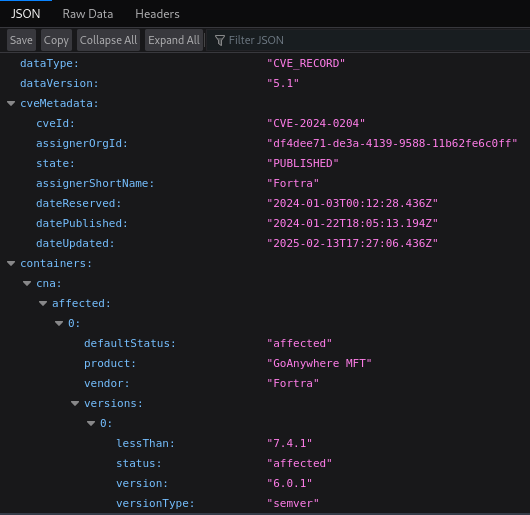 JSON Raw Data Headers
Save Copy Collapse All Expand All Filter JSON
dataType: "CVE_RECORD"
dataVersion: "5.1"
cveMetadata:
cveId: "CVE-2024-0204"
assignerOrgId: "df4dee71-de3a-4139-9588-11b62fe6c0ff"
state: "PUBLISHED"
assignerShortName: "Fortra"
dateReserved: "2024-01-03T00:12:28.436Z"
datePublished: "2024-01-22T18:05:13.194Z"
dateUpdated: "2025-02-13T17:27:06.436Z"
containers:
cna:
affected:
0:
defaultStatus: "affected"
product: "GoAnywhere MFT"
vendor: "Fortra"
versions:
0:
lessThan: "7.4.1"
status: "affected"
version: "6.0.1"
versionType: "semver"